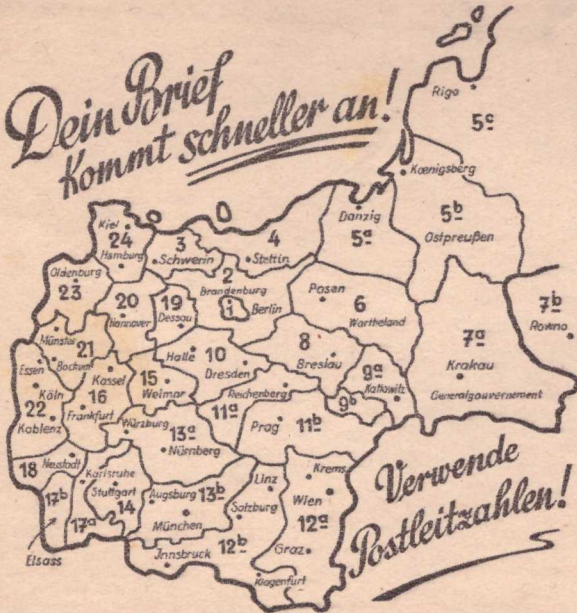 Dein Brief
kommt schneller an!
Riga
5c
Kœnigsberg
Danzig
5a
5b
Ostpreußen
Kiel
24
Hamburg
3
Schwerin
4
Stettin
Oldenburg
23
2
Brandenburg
1
Berlin
Posen
6
Wartheland
7b
Rowno
20
Hannover
19
Dessau
7a
Krakau
Generalgouvernement
Münster
21
Bochum
Essen
Halle
10
Dresden
8
Breslau
9a
Kattowitz
9b
Kassel
Köln
22
Koblenz
16
Frankfurt
15
Weimar
Reichenberg
11a
Prag
11b
Würzburg
13a
Nürnberg
18
Neustadt
Karlsruhe
Stuttgart
14
17b
17a
Elsass
Augsburg
13b
München
Linz
Krems
Wien
Salzburg
12a
Innsbruck
12b
Graz
Klagenfurt
Verwende
Postleitzahlen!